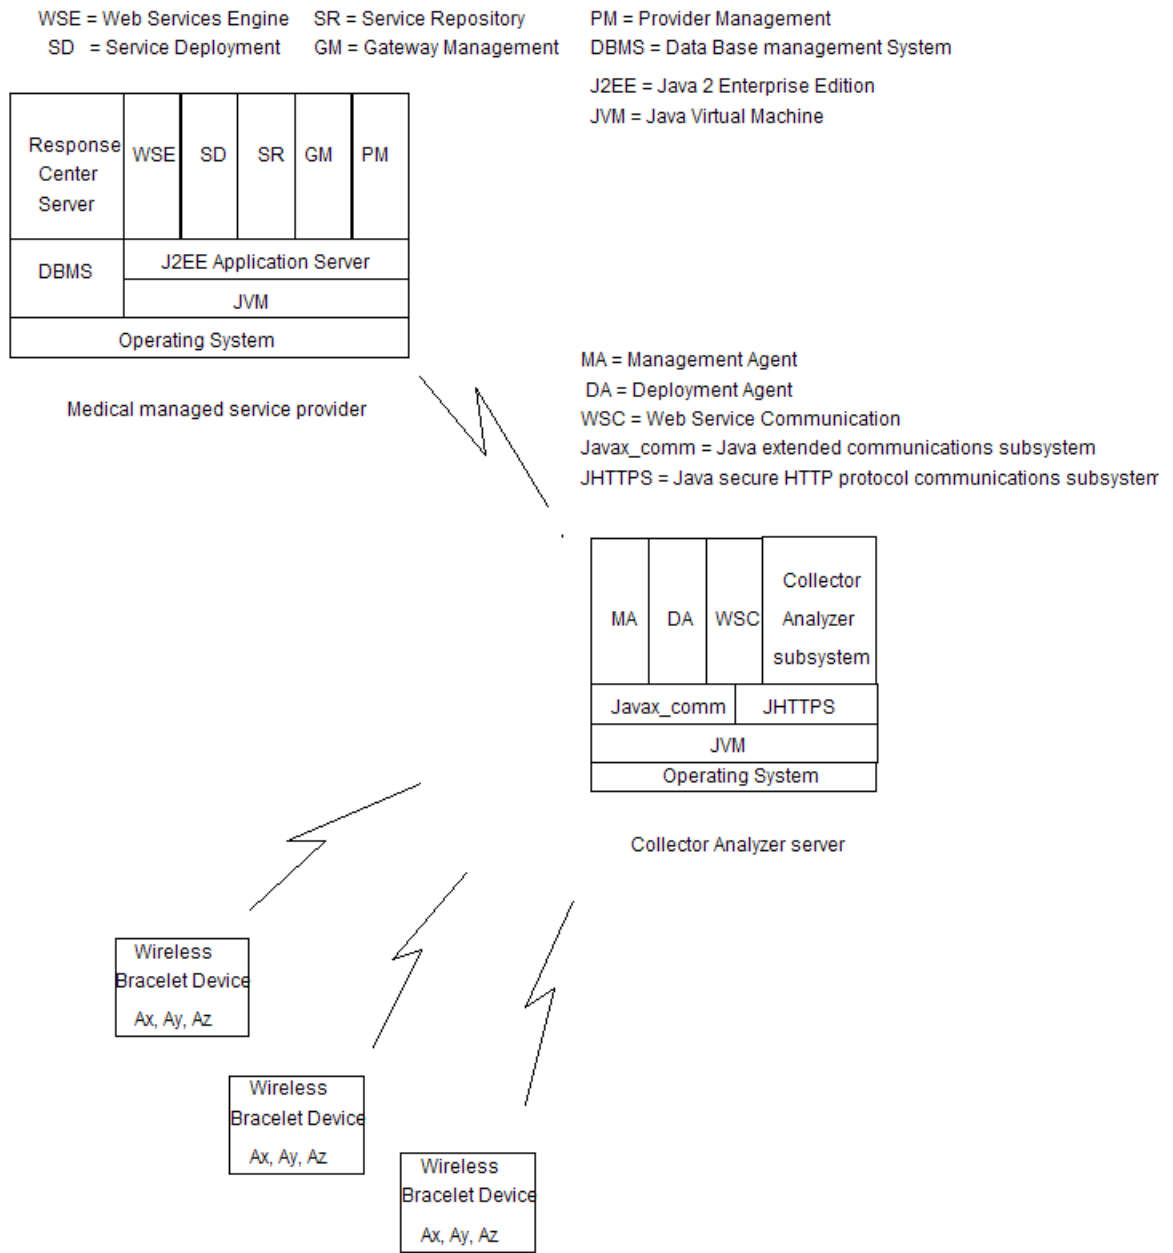 WSE = Web Services Engine SR = Service Repository PM = Provider Management
SD = Service Deployment GM = Gateway Management DBMS = Data Base management System
J2EE = Java 2 Enterprise Edition
JVM = Java Virtual Machine
Response
Center
Server
WSE SD SR GM PM
DBMS
J2EE Application Server
JVM
Operating System
Medical managed service provider
MA = Management Agent
DA = Deployment Agent
WSC = Web Service Communication
Javax_comm = Java extended communications subsystem
JHTTPS = Java secure HTTP protocol communications subsystem
MA DA WSC
Collector
Analyzer
subsystem
Javax_comm JHTTPS
JVM
Operating System
Collector Analyzer server
Wireless
Bracelet Device
Ax, Ay, Az
Wireless
Bracelet Device
Ax, Ay, Az
Wireless
Bracelet Device
Ax, Ay, Az